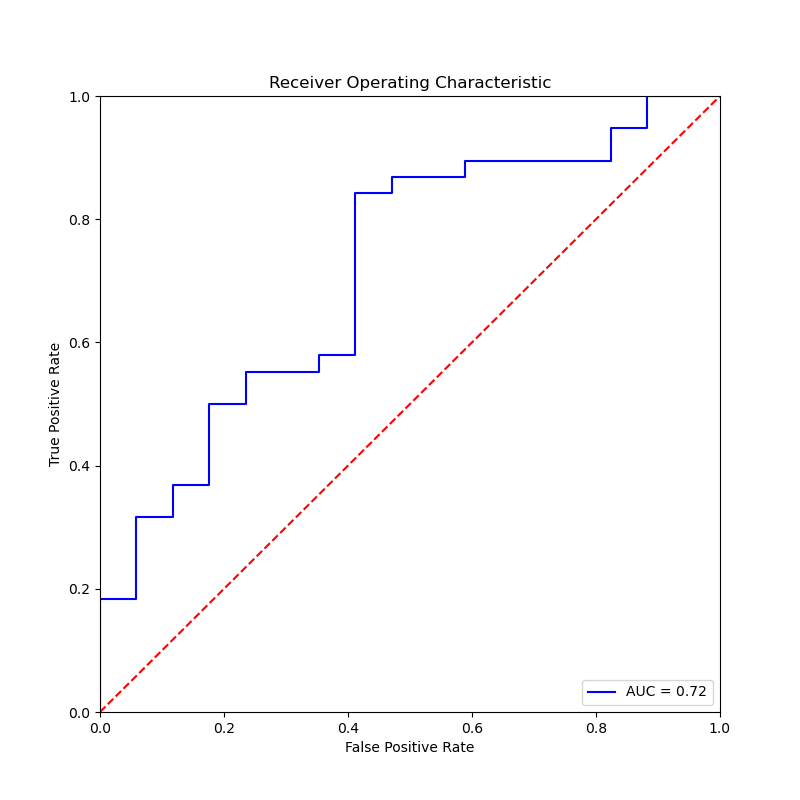 Receiver Operating Characteristic
1.0
0.8
0.6
0.4
0.2
0.0
True Positive Rate
AUC = 0.72
0.0 0.2 0.4 0.6 0.8 1.0
False Positive Rate